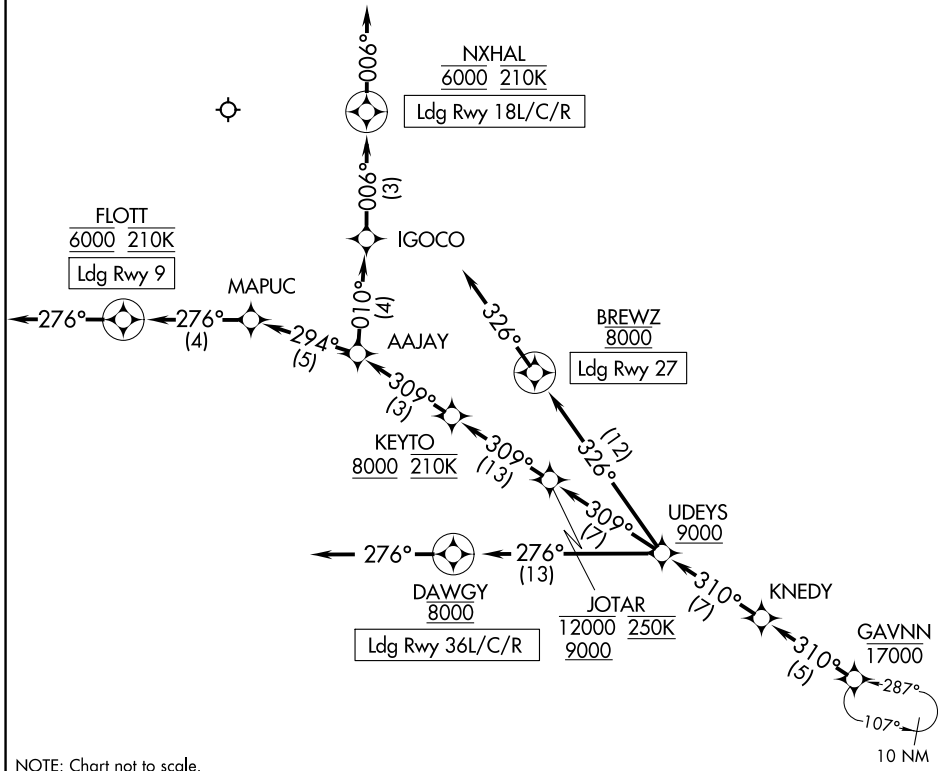 006°
NXHAL
6000 210K
Ldg Rwy 18L/C/R
006°
(3)
FLOTT
6000 210K
Ldg Rwy 9
IGOCO
MAPUC
010°
(4)
326°
BREWZ
8000
Ldg Rwy 27
276°
276°
(4)
294°
(5)
AAJAY
309°
(3)
(12)
326°
KEYTO
8000 210K
309°
(13)
309°
(7)
UDEYS
9000
276°
276°
(13)
DAWGY
8000
Ldg Rwy 36L/C/R
JOTAR
12000 250K
9000
310°
(7)
KNEDY
310°
(5)
GAVNN
17000
287°
107°
10 NM
NOTE: Chart not to scale.